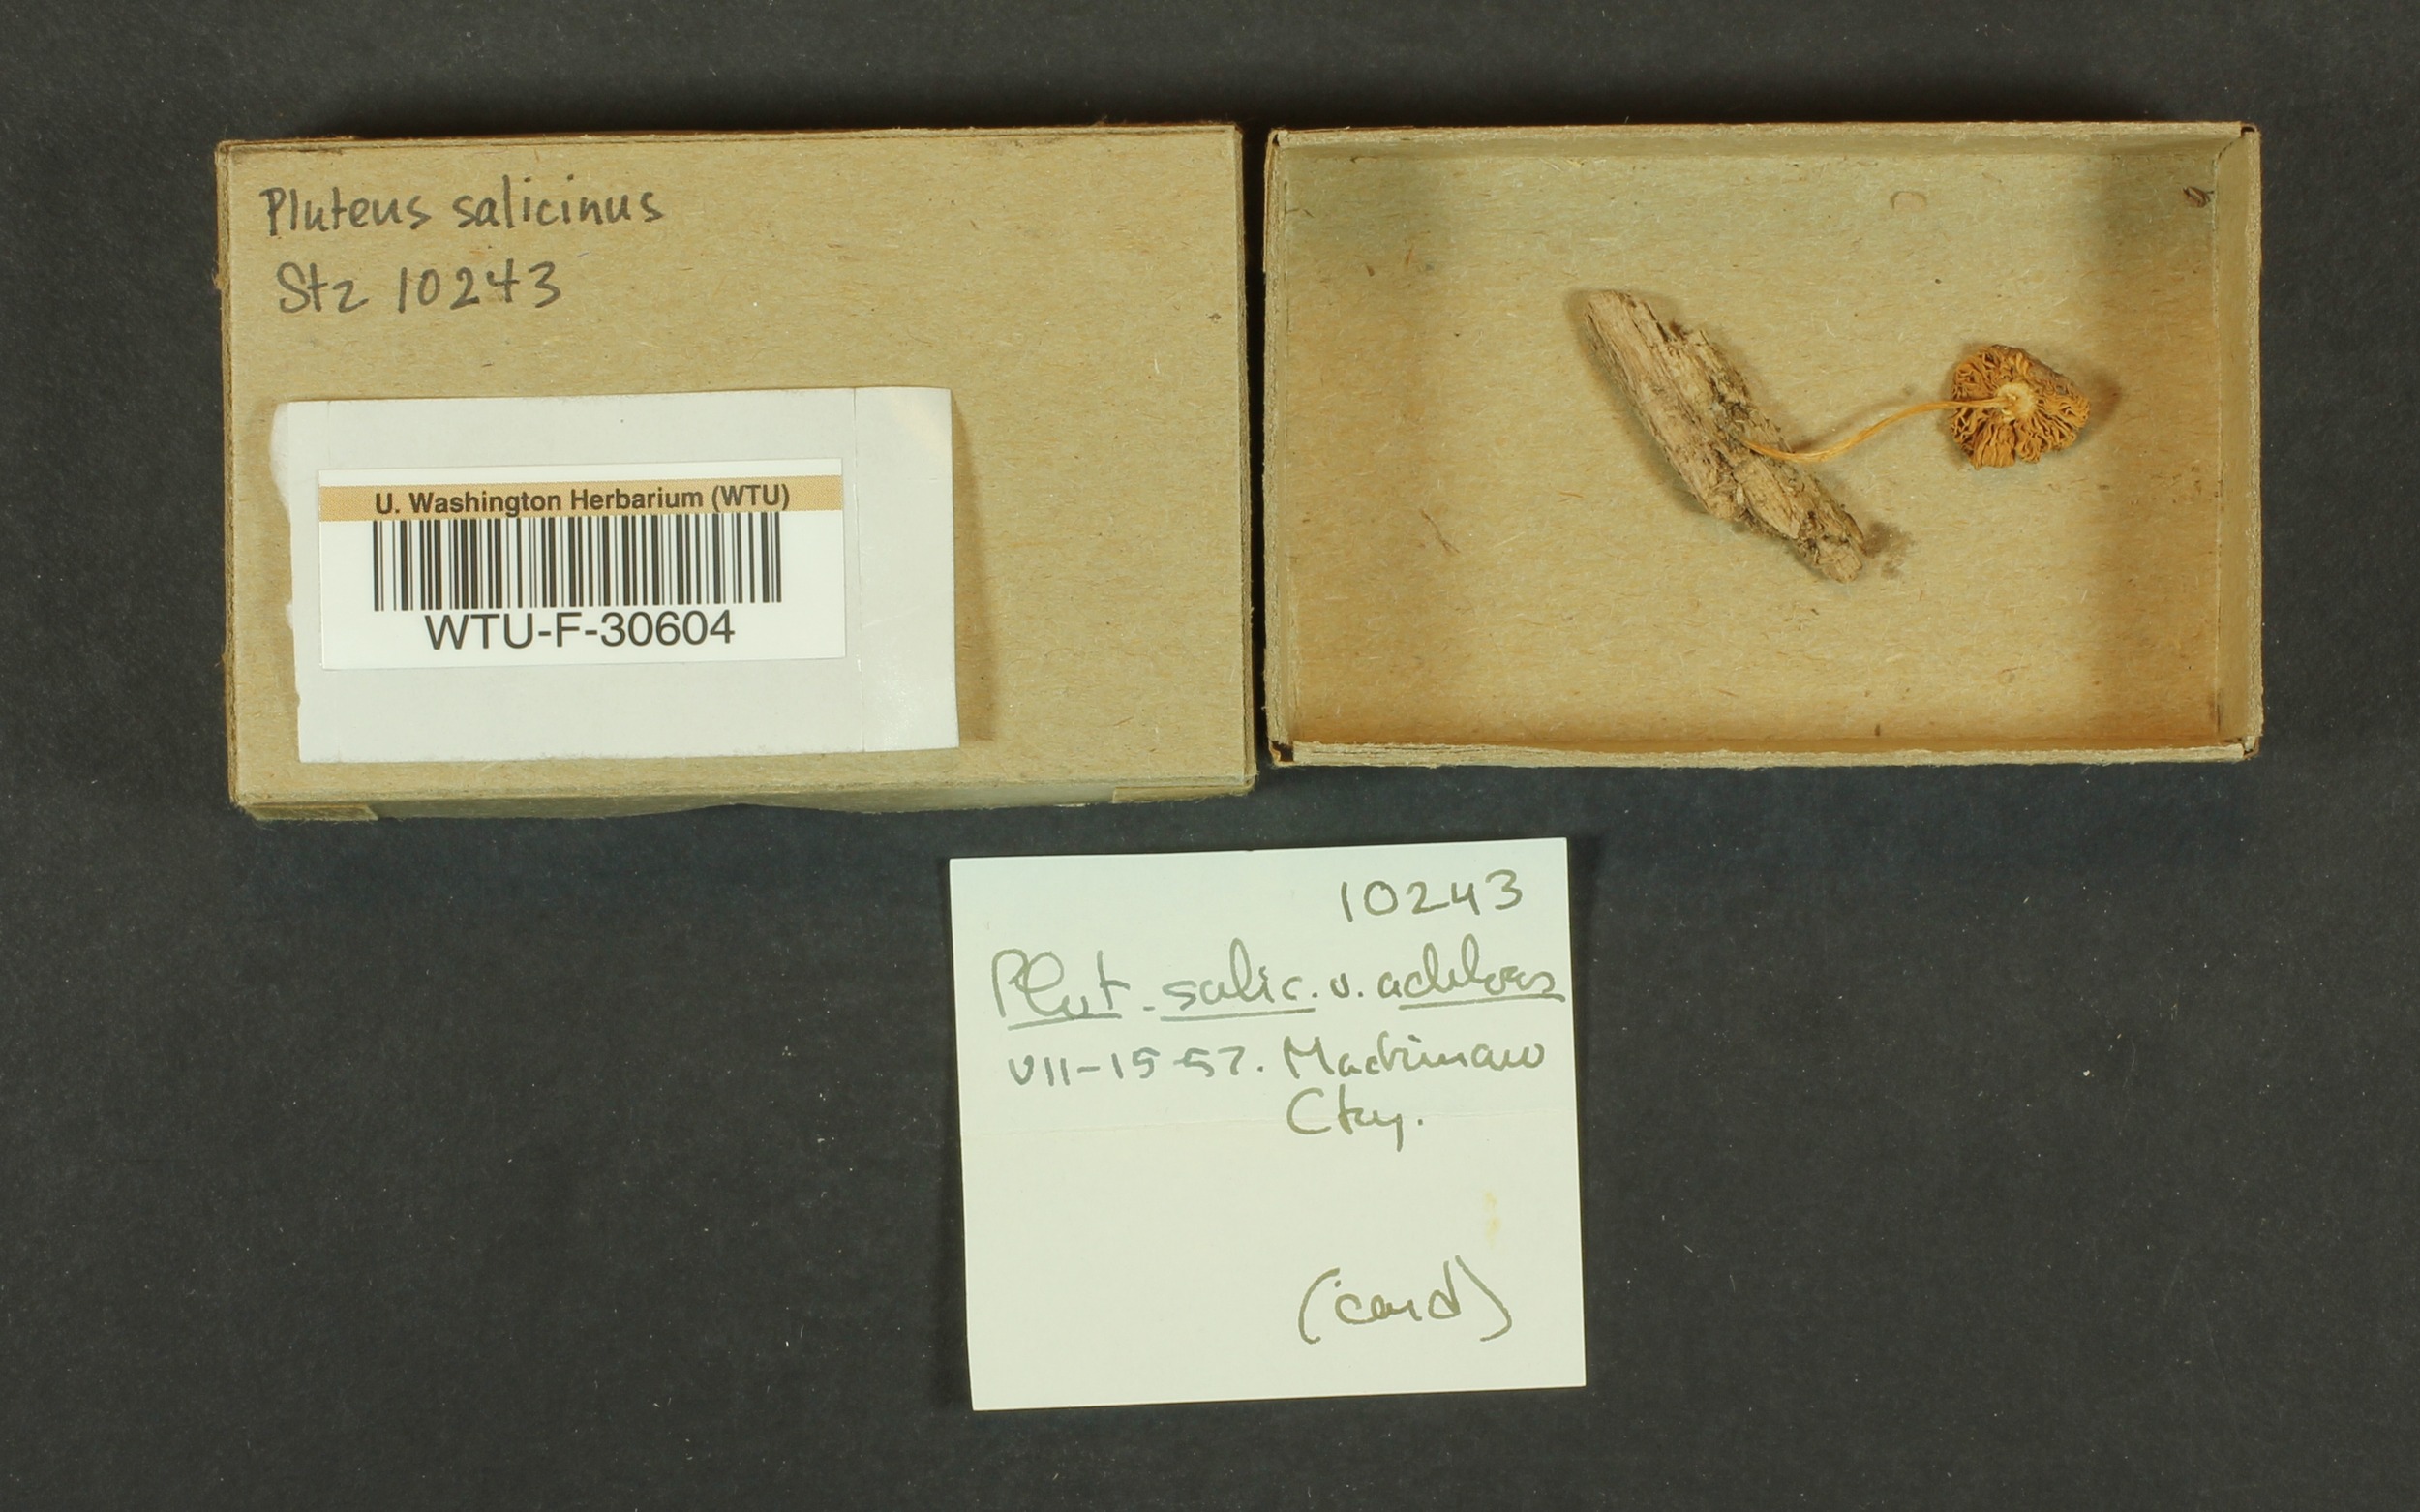 Pluteus salicinus
Stz 10243
U. Washington Herbarium (WTU)
WTU-F-30604
10243
Plut. salic. v. achloes
VII-15-57. Mackinaw
Cty.
(card)